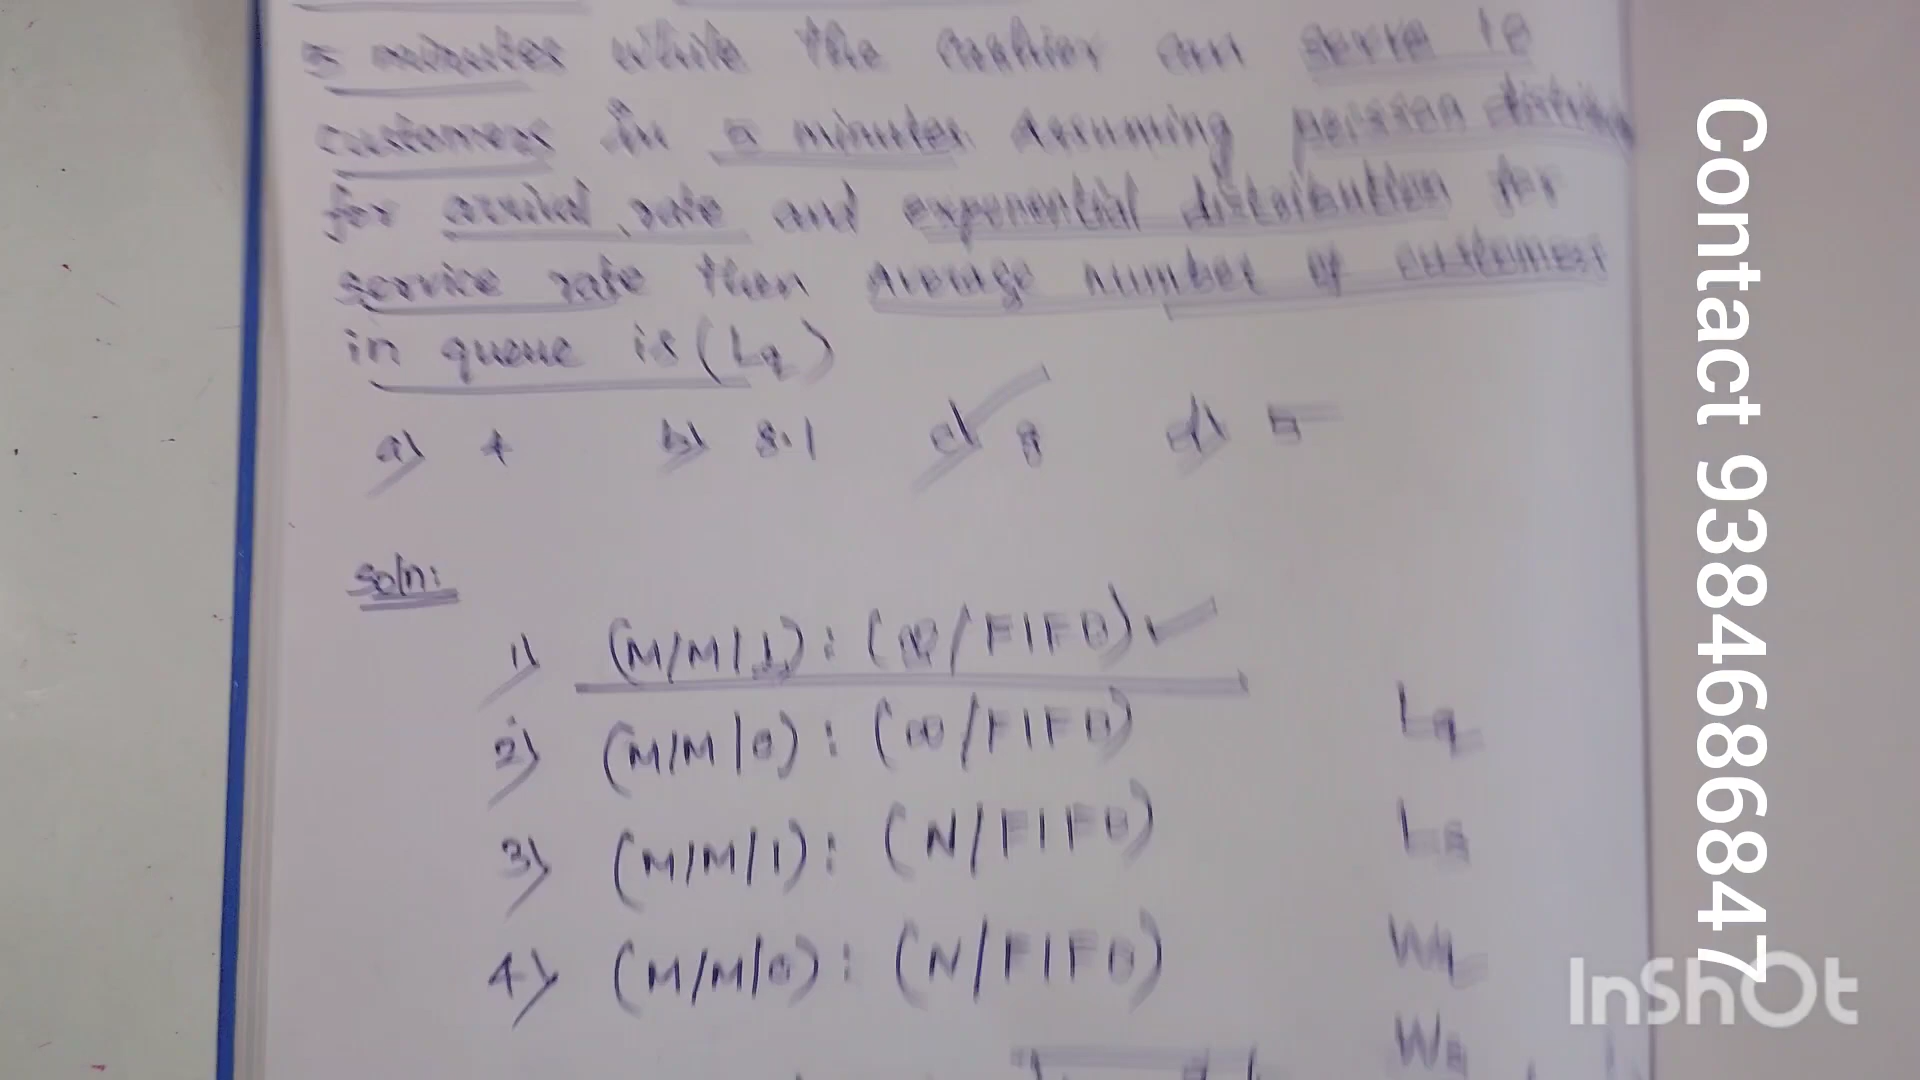 5 minutes while the cashier can serve 10
customers in 5 minutes Assuming poisson
for arrival rate and exponential distribution for
service rate then average number of customers
in queue is (Lq)
a) 4 b) 8.1 c) 9 d) 5
Soln:
1) (M/M/1) : (∞/FIFO) ✓
2) (M/M/C) : (∞/FIFO)
3) (M/M/1) : (N/FIFO)
4) (M/M/C) : (N/FIFO)
Lq
Ls
Wq
Ws
Contact 9384686847
InShOt